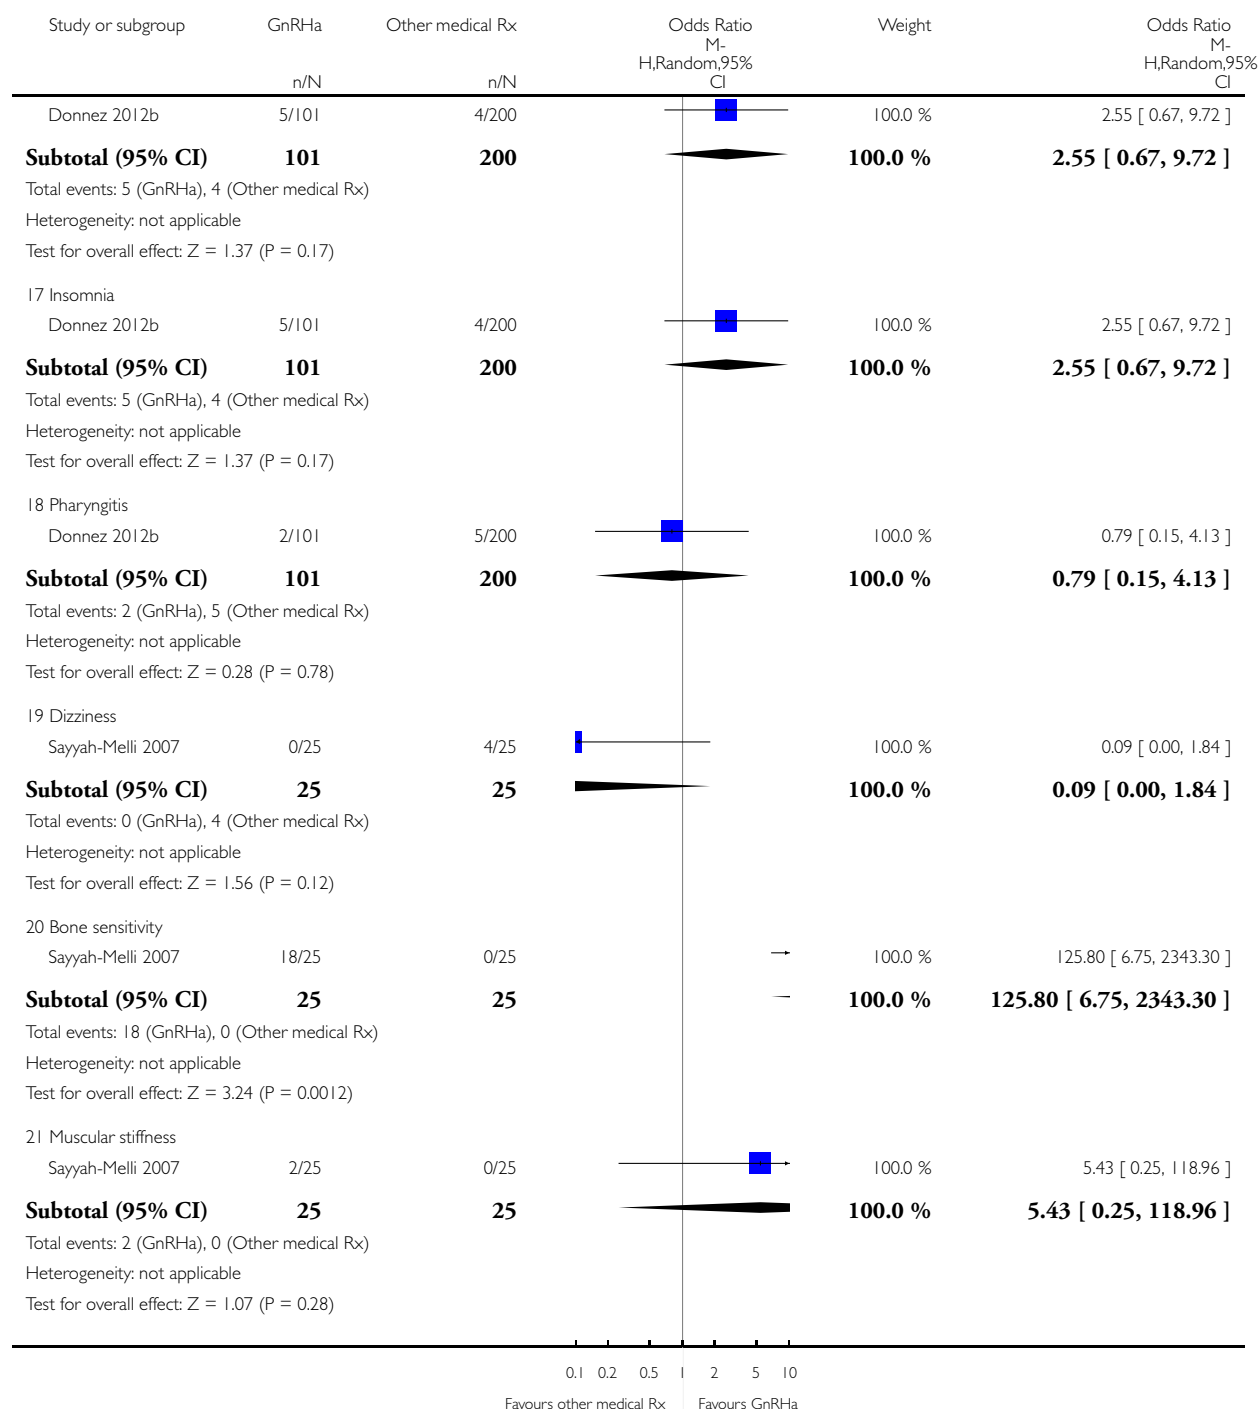 Study or subgroup GnRHa Other medical Rx Odds Ratio Weight Odds Ratio
M- M-
H,Random,95% H,Random,95%
n/N n/N CI CI
Donnez 2012b 5/101 4/200 100.0 % 2.55 [ 0.67, 9.72 ]
Subtotal (95% CI) 101 200 100.0 % 2.55 [ 0.67, 9.72 ]
Total events: 5 (GnRHa), 4 (Other medical Rx)
Heterogeneity: not applicable
Test for overall effect: Z = 1.37 (P = 0.17)
17 Insomnia
Donnez 2012b 5/101 4/200 100.0 % 2.55 [ 0.67, 9.72 ]
Subtotal (95% CI) 101 200 100.0 % 2.55 [ 0.67, 9.72 ]
Total events: 5 (GnRHa), 4 (Other medical Rx)
Heterogeneity: not applicable
Test for overall effect: Z = 1.37 (P = 0.17)
18 Pharyngitis
Donnez 2012b 2/101 5/200 100.0 % 0.79 [ 0.15, 4.13 ]
Subtotal (95% CI) 101 200 100.0 % 0.79 [ 0.15, 4.13 ]
Total events: 2 (GnRHa), 5 (Other medical Rx)
Heterogeneity: not applicable
Test for overall effect: Z = 0.28 (P = 0.78)
19 Dizziness
Sayyah-Melli 2007 0/25 4/25 100.0 % 0.09 [ 0.00, 1.84 ]
Subtotal (95% CI) 25 25 100.0 % 0.09 [ 0.00, 1.84 ]
Total events: 0 (GnRHa), 4 (Other medical Rx)
Heterogeneity: not applicable
Test for overall effect: Z = 1.56 (P = 0.12)
20 Bone sensitivity
Sayyah-Melli 2007 18/25 0/25 100.0 % 125.80 [ 6.75, 2343.30 ]
Subtotal (95% CI) 25 25 100.0 % 125.80 [ 6.75, 2343.30 ]
Total events: 18 (GnRHa), 0 (Other medical Rx)
Heterogeneity: not applicable
Test for overall effect: Z = 3.24 (P = 0.0012)
21 Muscular stiffness
Sayyah-Melli 2007 2/25 0/25 100.0 % 5.43 [ 0.25, 118.96 ]
Subtotal (95% CI) 25 25 100.0 % 5.43 [ 0.25, 118.96 ]
Total events: 2 (GnRHa), 0 (Other medical Rx)
Heterogeneity: not applicable
Test for overall effect: Z = 1.07 (P = 0.28)
0.1 0.2 0.5 1 2 5 10
Favours other medical Rx Favours GnRHa